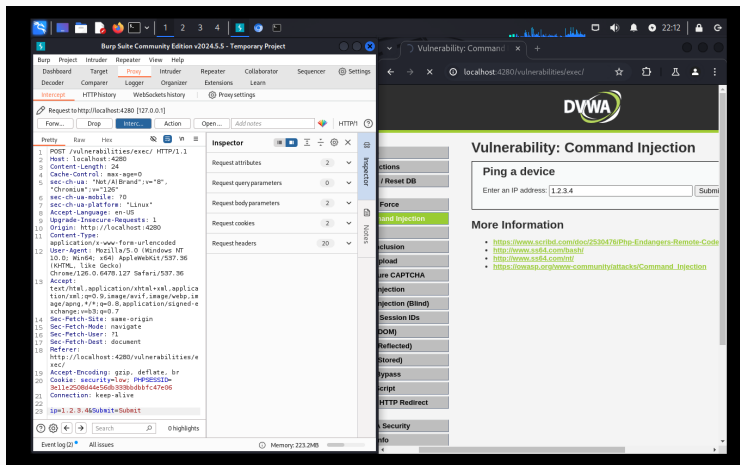 1 2 3 4
22:12
Burp Suite Community Edition v2024.5.5 - Temporary Project
Burp Project Intruder Repeater View Help
Dashboard Target Proxy Intruder Repeater Collaborator Sequencer Settings
Decoder Comparer Logger Organizer Extensions Learn
Intercept HTTP history WebSockets history Proxy settings
Request to http://localhost:4280 [127.0.0.1]
Forw... Drop Interc... Action Open... Add notes HTTP/1
Pretty Raw Hex
1 POST /vulnerabilities/exec/ HTTP/1.1
2 Host: localhost:4280
3 Content-Length: 24
4 Cache-Control: max-age=0
5 sec-ch-ua: "Not/A)Brand";v="8",
"Chromium";v="126"
6 sec-ch-ua-mobile: ?0
7 sec-ch-ua-platform: "Linux"
8 Accept-Language: en-US
9 Upgrade-Insecure-Requests: 1
10 Origin: http://localhost:4280
11 Content-Type:
application/x-www-form-urlencoded
12 User-Agent: Mozilla/5.0 (Windows NT
10.0; Win64; x64) AppleWebKit/537.36
(KHTML, like Gecko)
Chrome/126.0.6478.127 Safari/537.36
13 Accept:
text/html,application/xhtml+xml,applica
tion/xml;q=0.9,image/avif,image/webp,im
age/apng,*/*;q=0.8,application/signed-e
xchange;v=b3;q=0.7
14 Sec-Fetch-Site: same-origin
15 Sec-Fetch-Mode: navigate
16 Sec-Fetch-User: ?1
17 Sec-Fetch-Dest: document
18 Referer:
http://localhost:4280/vulnerabilities/e
xec/
19 Accept-Encoding: gzip, deflate, br
20 Cookie: security=low; PHPSESSID=
9e11e2508d44e56db333bbdbbfc47e06
21 Connection: keep-alive
22
23 ip=1.2.3.4&Submit=Submit
Search 0 highlights
Event log (2) All issues Memory: 223.2MB
Inspector
Request attributes 2
Request query parameters 0
Request body parameters 2
Request cookies 2
Request headers 20
Inspector
Notes
Vulnerability: Command
localhost:4280/vulnerabilities/exec/
DVWA
ctions
/ Reset DB
Force
and Injection
clusion
pload
ure CAPTCHA
njection
njection (Blind)
Session IDs
DOM)
Reflected)
Stored)
ypass
cript
HTTP Redirect
Security
nfo
Vulnerability: Command Injection
Ping a device
Enter an IP address: 1.2.3.4 Submi
More Information
https://www.scribd.com/doc/2530476/Php-Endangers-Remote-Code
http://www.ss64.com/bash/
http://www.ss64.com/nt/
https://owasp.org/www-community/attacks/Command_Injection